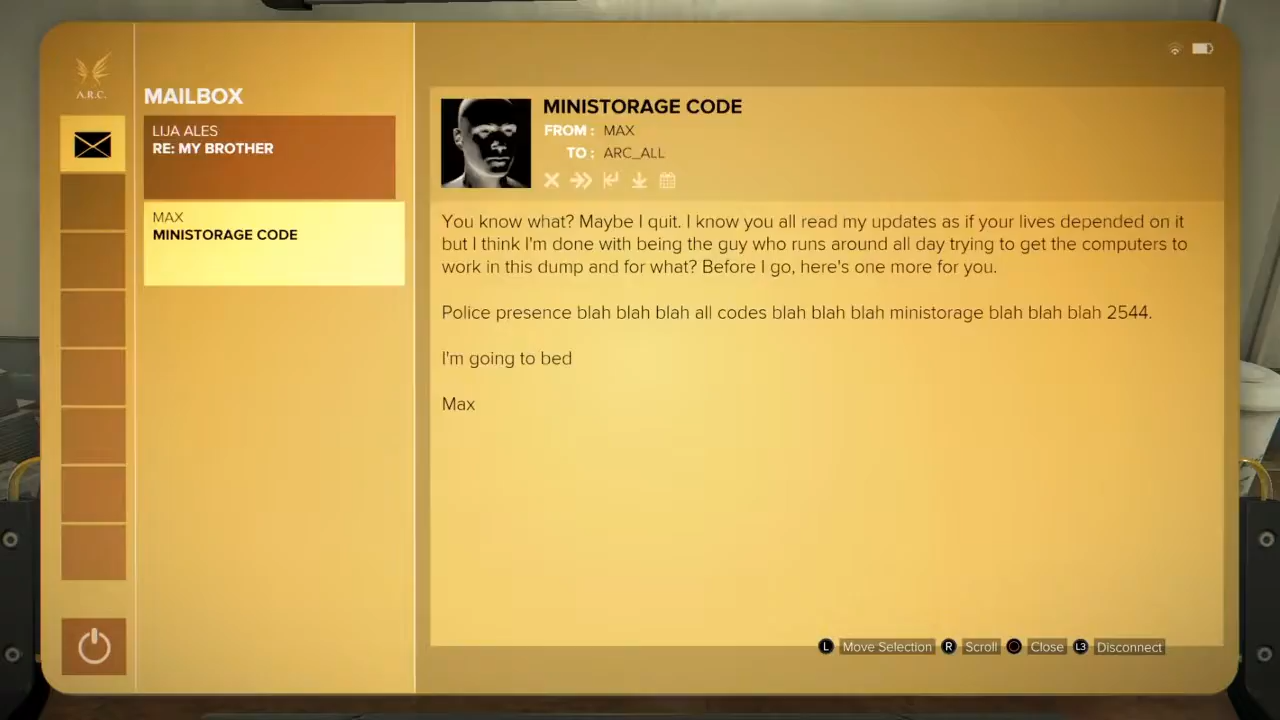 A.R.C.
MAILBOX
LIJA ALES
RE: MY BROTHER
MAX
MINISTORAGE CODE
MINISTORAGE CODE
FROM : MAX
TO : ARC_ALL
You know what? Maybe I quit. I know you all read my updates as if your lives depended on it
but I think I'm done with being the guy who runs around all day trying to get the computers to
work in this dump and for what? Before I go, here's one more for you.
Police presence blah blah blah all codes blah blah blah ministorage blah blah blah 2544.
I'm going to bed
Max
L Move Selection R Scroll Close L3 Disconnect